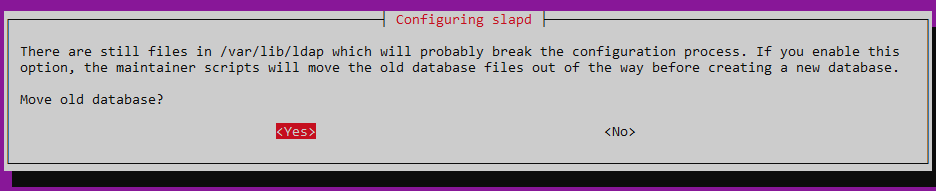 Configuring slapd
There are still files in /var/lib/ldap which will probably break the configuration process. If you enable this
option, the maintainer scripts will move the old database files out of the way before creating a new database.
Move old database?
<Yes> <No>